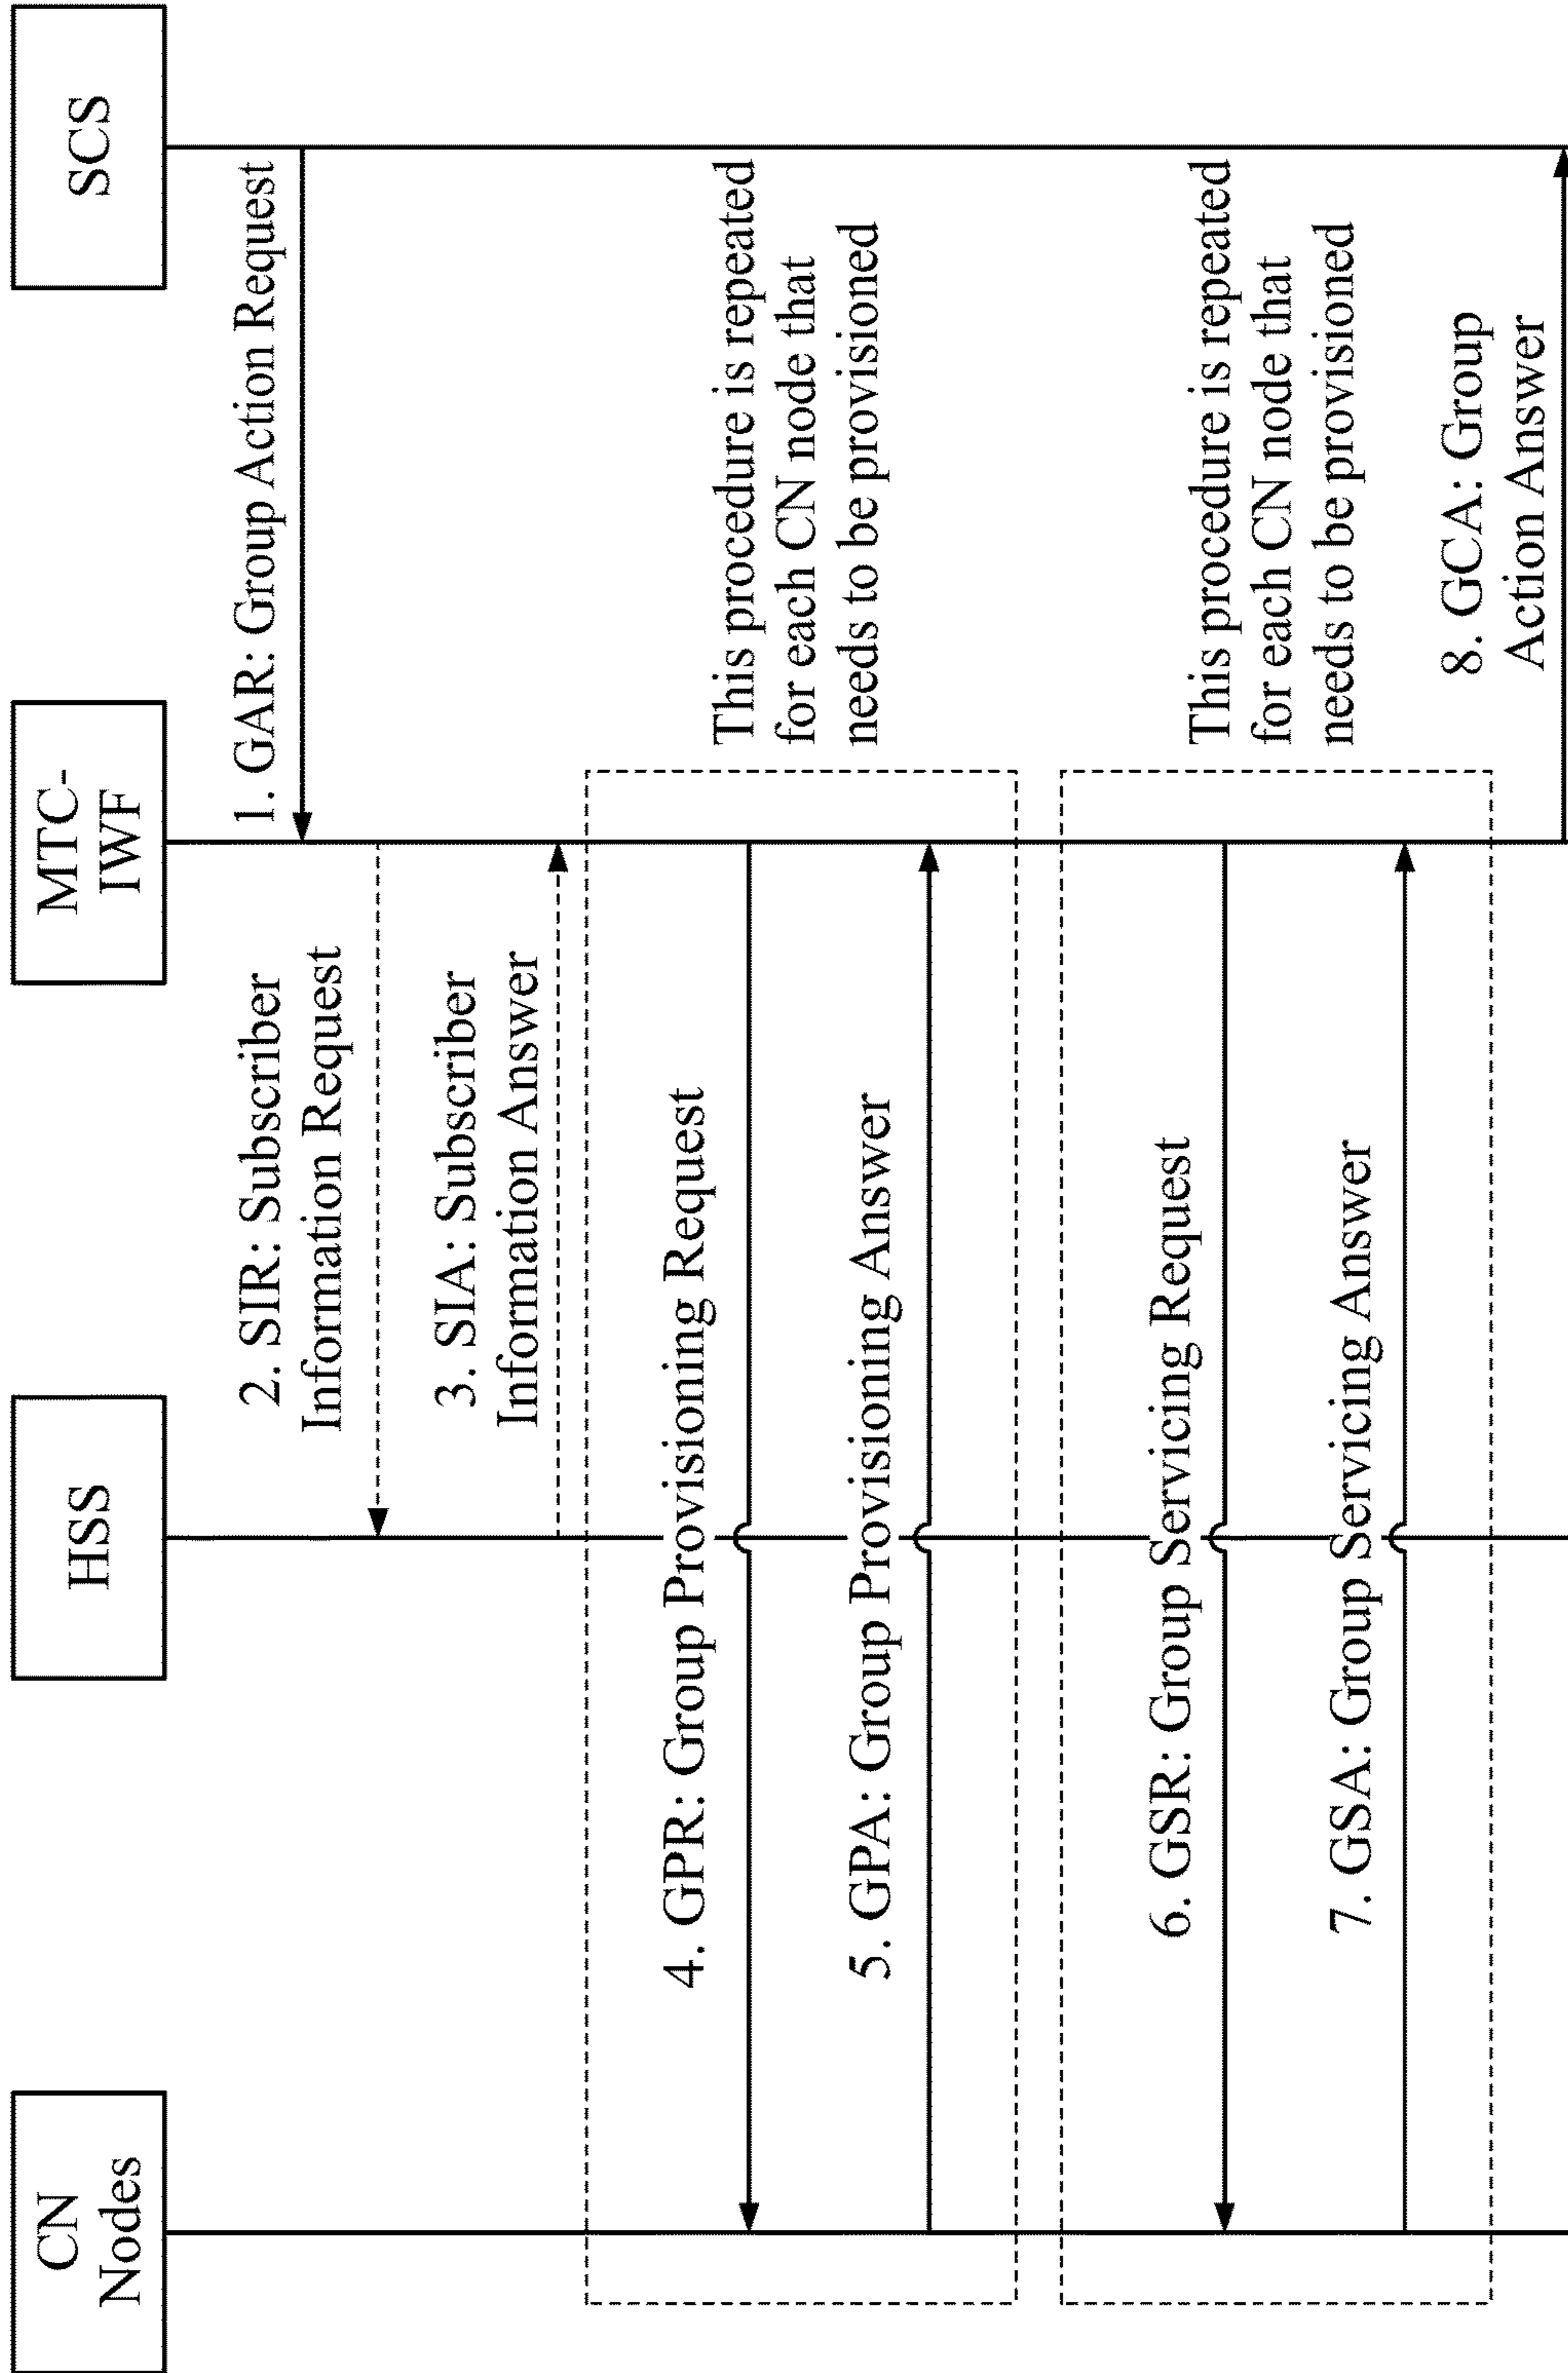 CN
Nodes
HSS
MTC-
IWF
SCS
1. GAR: Group Action Request
2. SIR: Subscriber
Information Request
3. SIA: Subscriber
Information Answer
4. GPR: Group Provisioning Request
This procedure is repeated
for each CN node that
needs to be provisioned
5. GPA: Group Provisioning Answer
6. GSR: Group Servicing Request
This procedure is repeated
for each CN node that
needs to be provisioned
7. GSA: Group Servicing Answer
8. GCA: Group
Action Answer